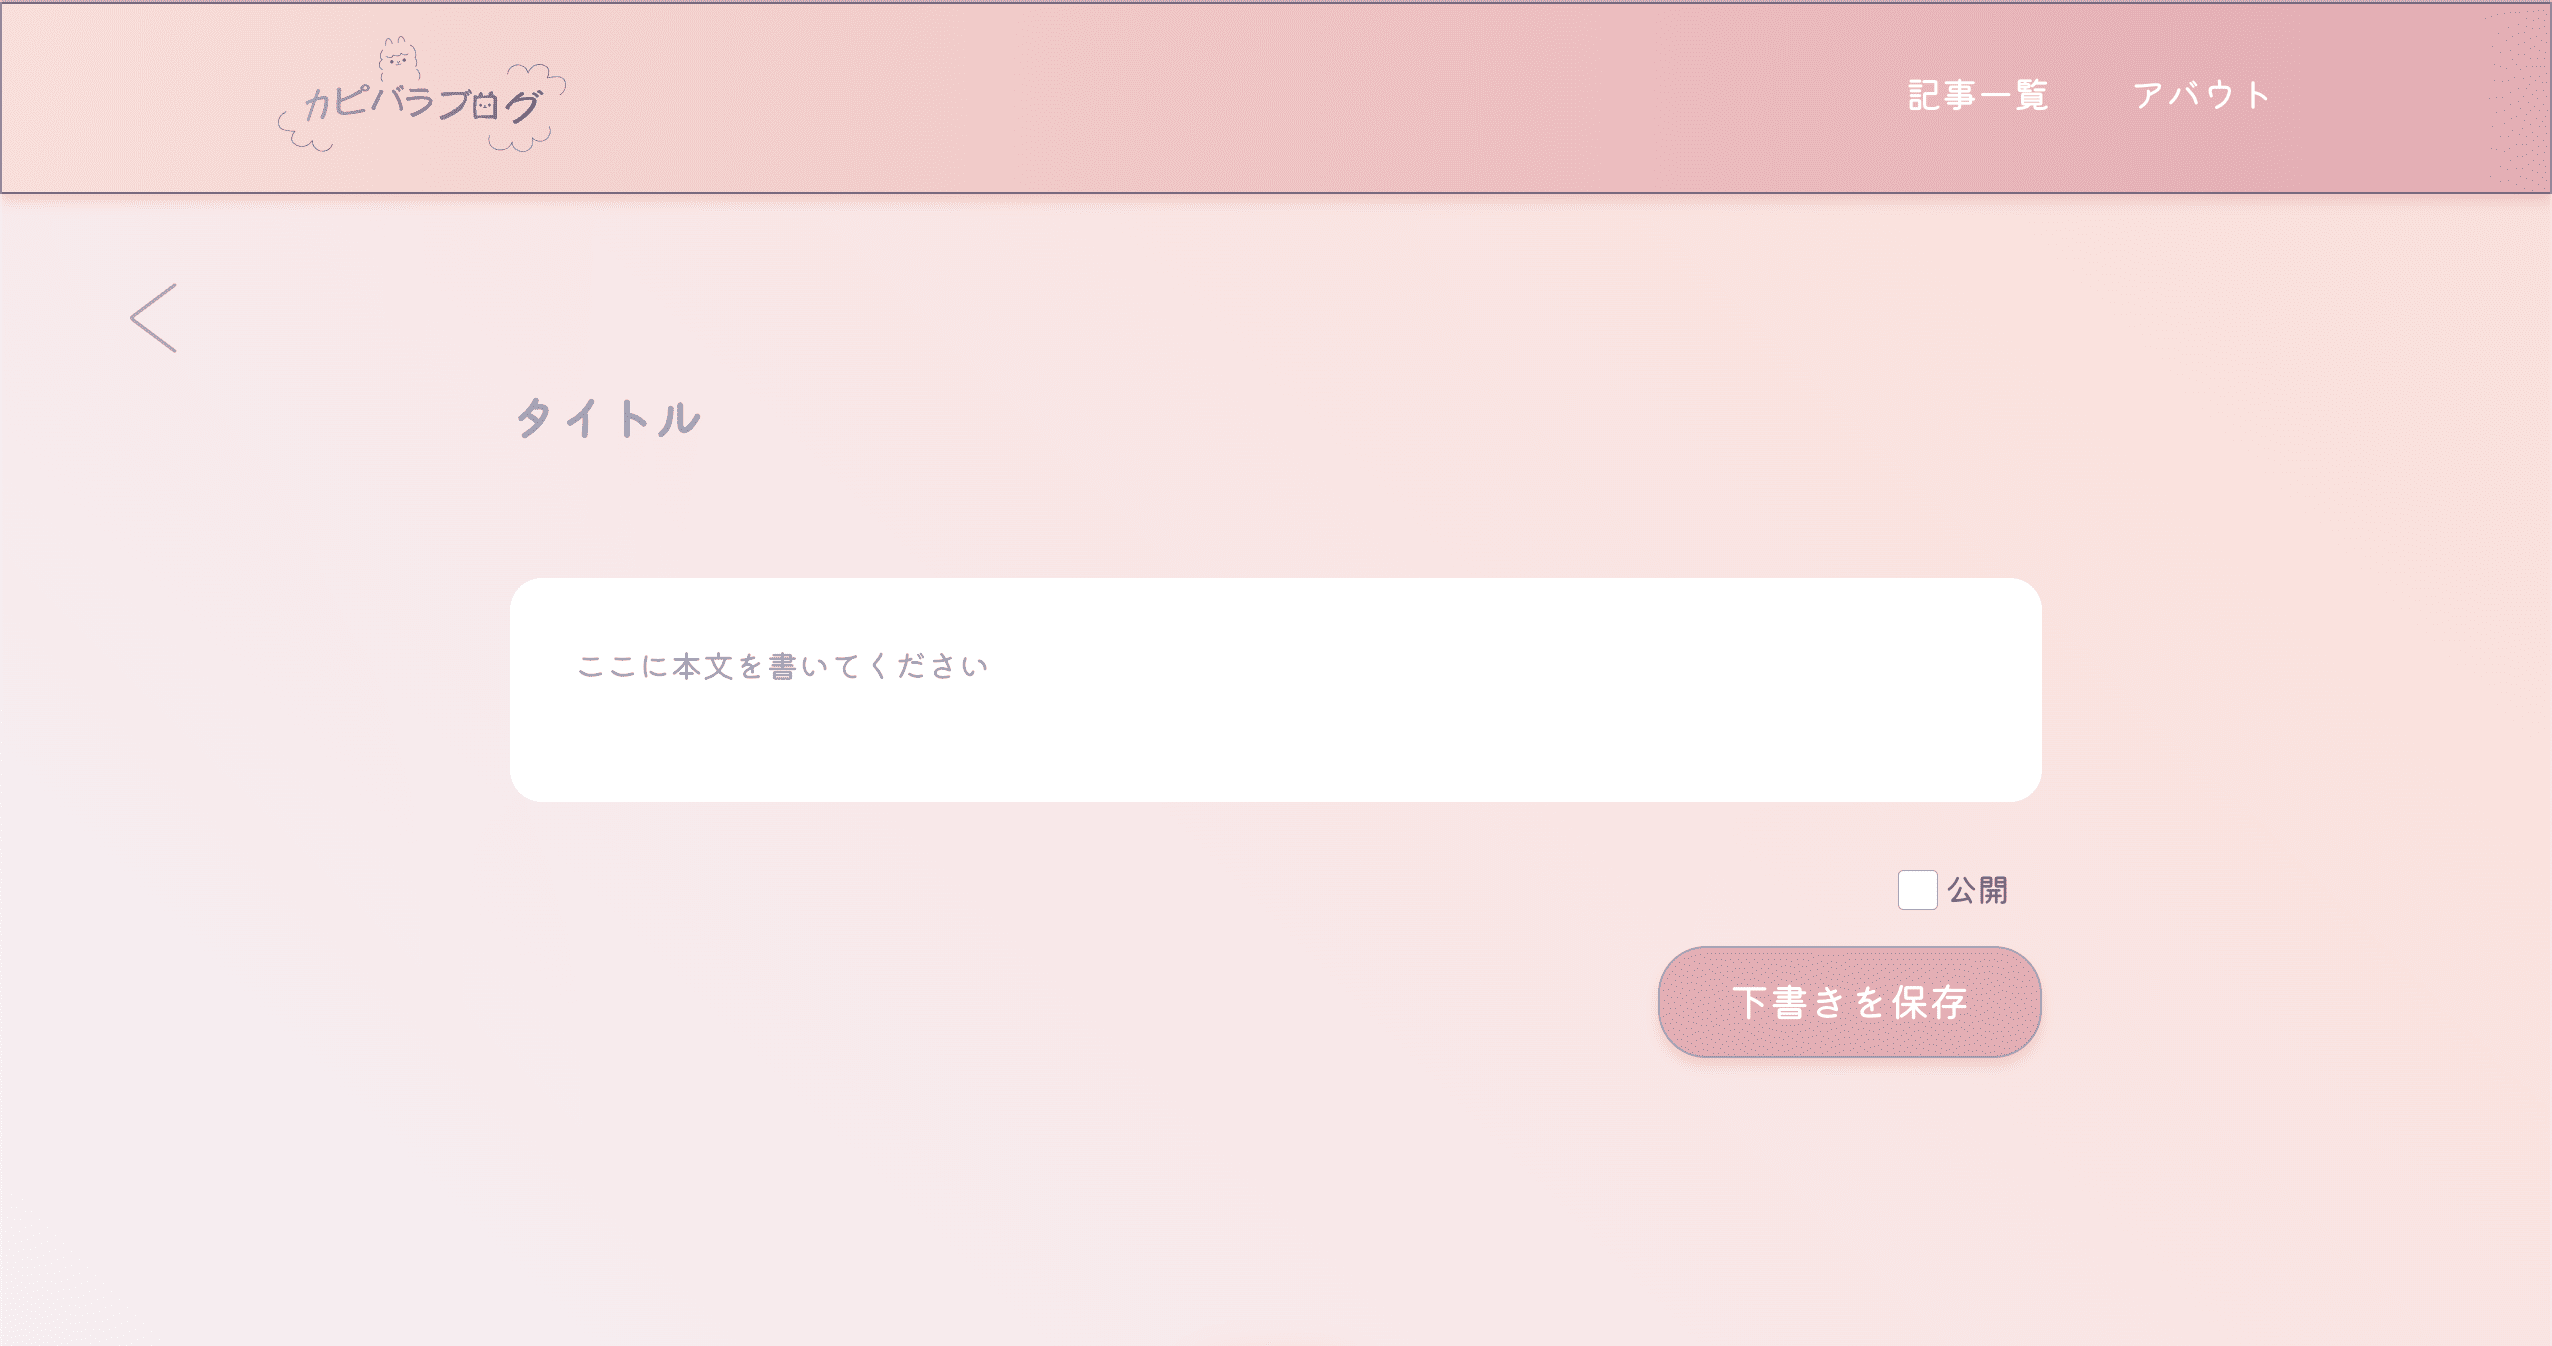 カピバラブログ
記事一覧
アバウト
タイトル
ここに本文を書いてください
公開
下書きを保存